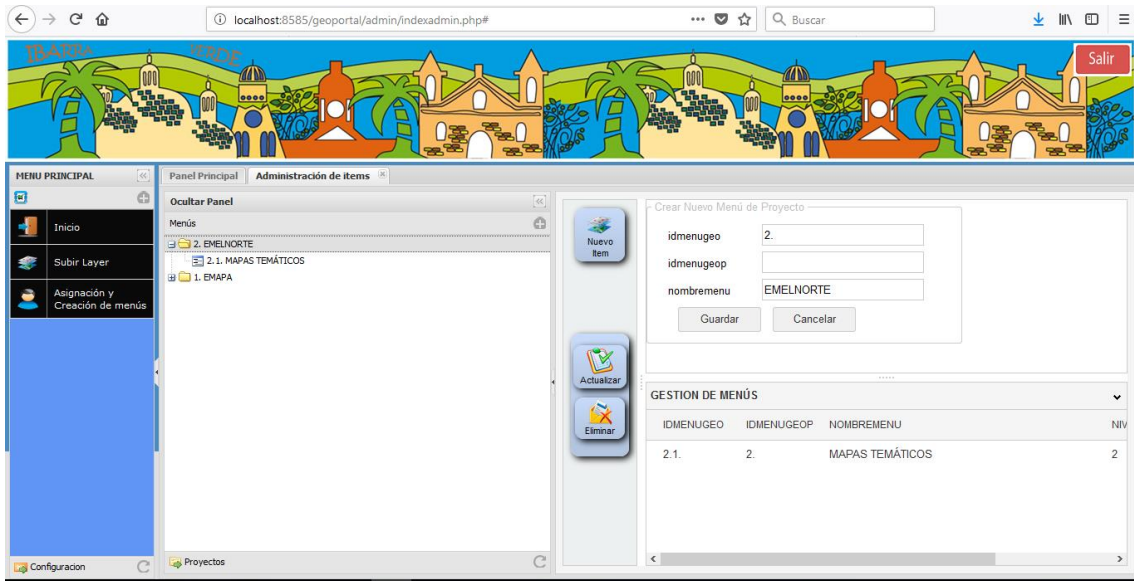 localhost:8585/geoportal/admin/indexadmin.php#
Buscar
IBARRA VERDE
Salir
MENU PRINCIPAL
Inicio
Subir Layer
Asignación y
Creación de menús
Configuracion
Panel Principal
Administración de items
Ocultar Panel
Menús
2. EMELNORTE
2.1. MAPAS TEMÁTICOS
1. EMAPA
Proyectos
Nuevo
Item
Actualizar
Eliminar
Crear Nuevo Menú de Proyecto
idmenugeo 2.
idmenugeop
nombremenu EMELNORTE
Guardar Cancelar
GESTION DE MENÚS
IDMENUGEO IDMENUGEOP NOMBREMENU NIV
2.1. 2. MAPAS TEMÁTICOS 2